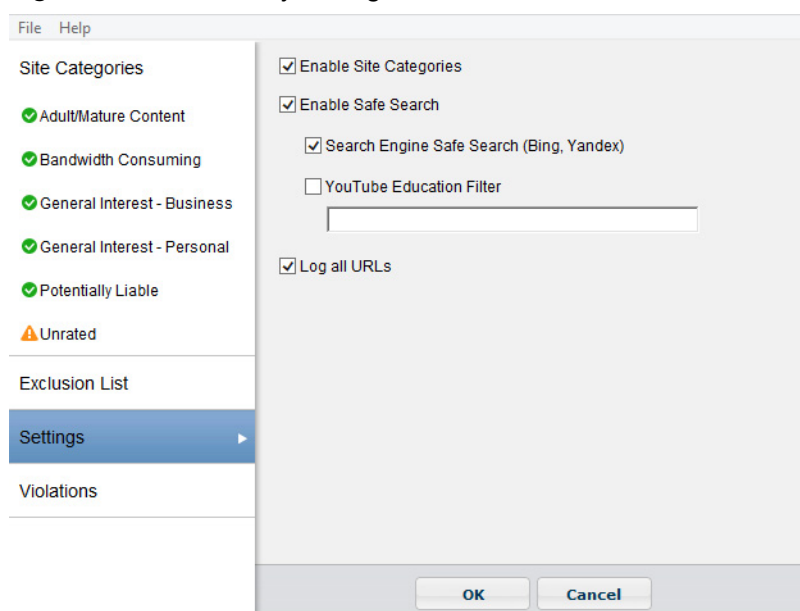 File Help
Site Categories
Adult/Mature Content
Bandwidth Consuming
General Interest - Business
General Interest - Personal
Potentially Liable
Unrated
Exclusion List
Settings
Violations
Enable Site Categories
Enable Safe Search
Search Engine Safe Search (Bing, Yandex)
YouTube Education Filter
Log all URLs
OK Cancel